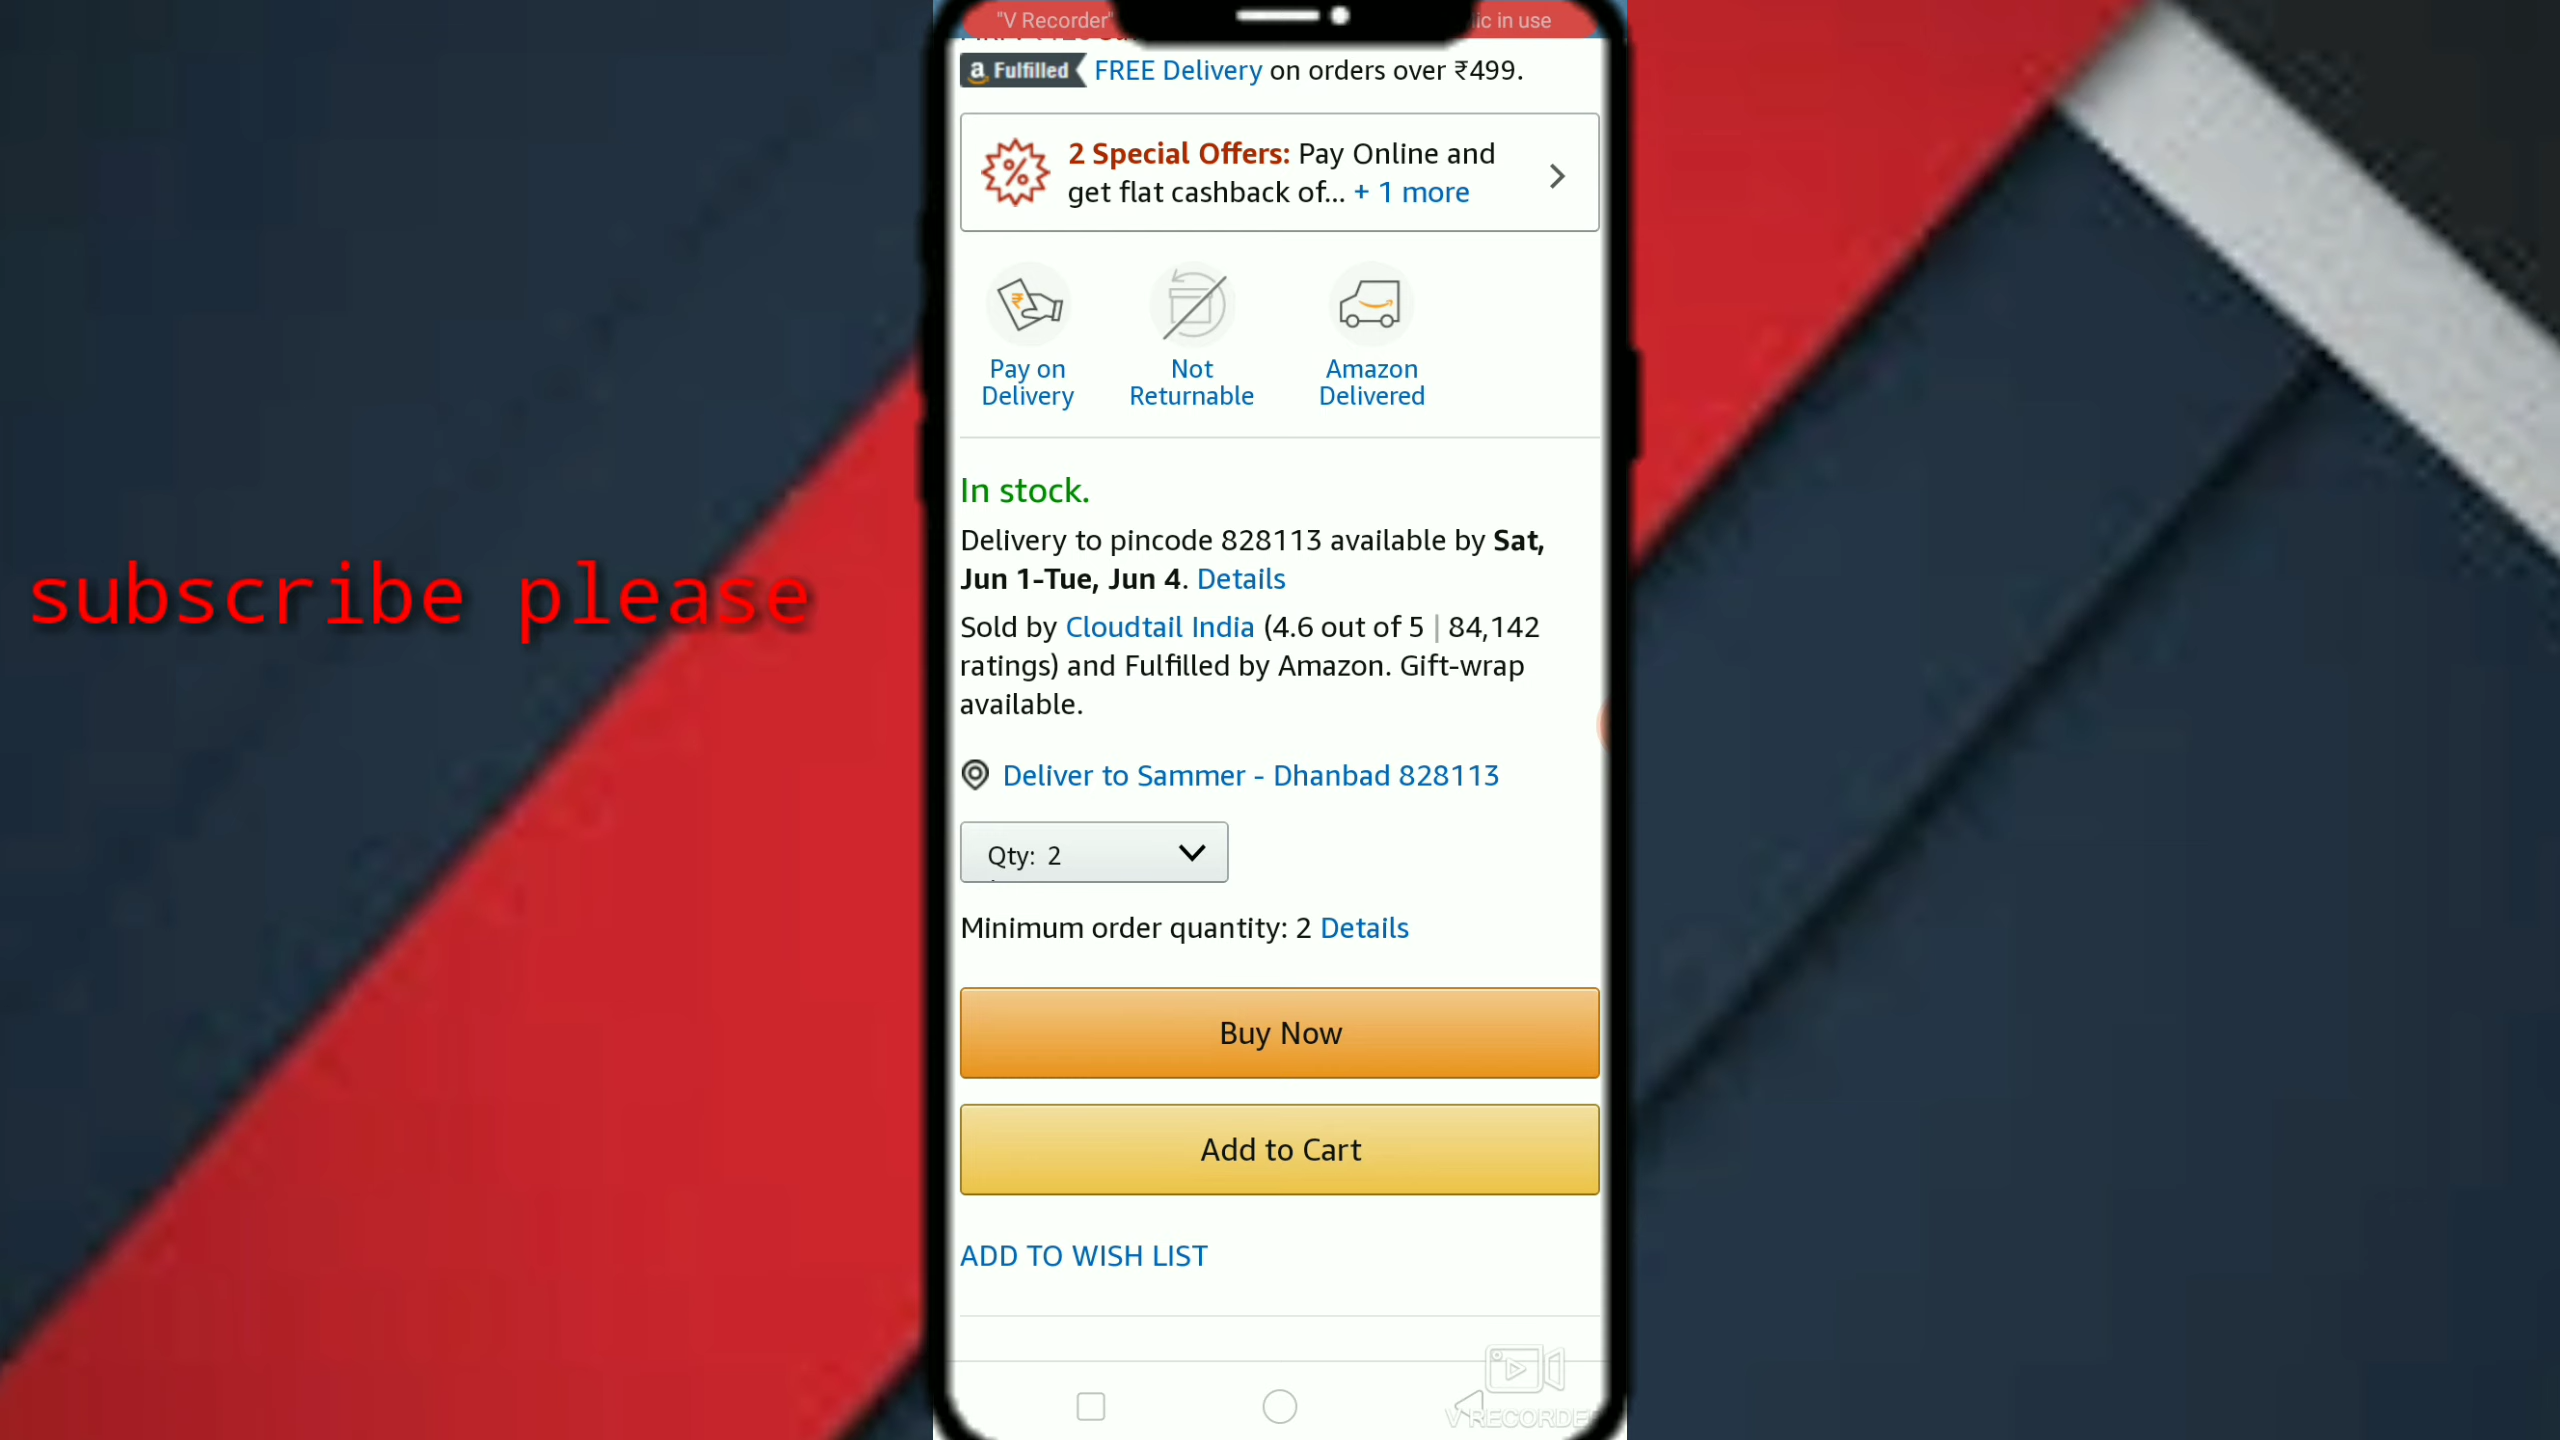 "V Recorder"
ic in use
a Fulfilled FREE Delivery on orders over ₹499.
2 Special Offers: Pay Online and
get flat cashback of... + 1 more
Pay on
Delivery
Not
Returnable
Amazon
Delivered
In stock.
Delivery to pincode 828113 available by Sat,
Jun 1-Tue, Jun 4. Details
Sold by Cloudtail India (4.6 out of 5 | 84,142
ratings) and Fulfilled by Amazon. Gift-wrap
available.
subscribe please
Deliver to Sammer - Dhanbad 828113
Qty: 2
Minimum order quantity: 2 Details
Buy Now
Add to Cart
ADD TO WISH LIST
V RECORDER